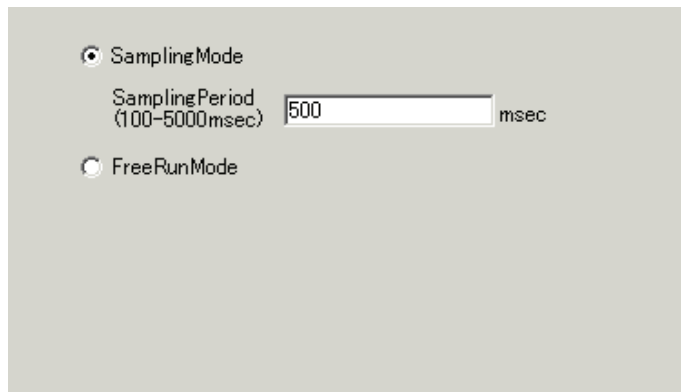 SamplingMode
SamplingPeriod
(100-5000msec)
500
msec
FreeRunMode